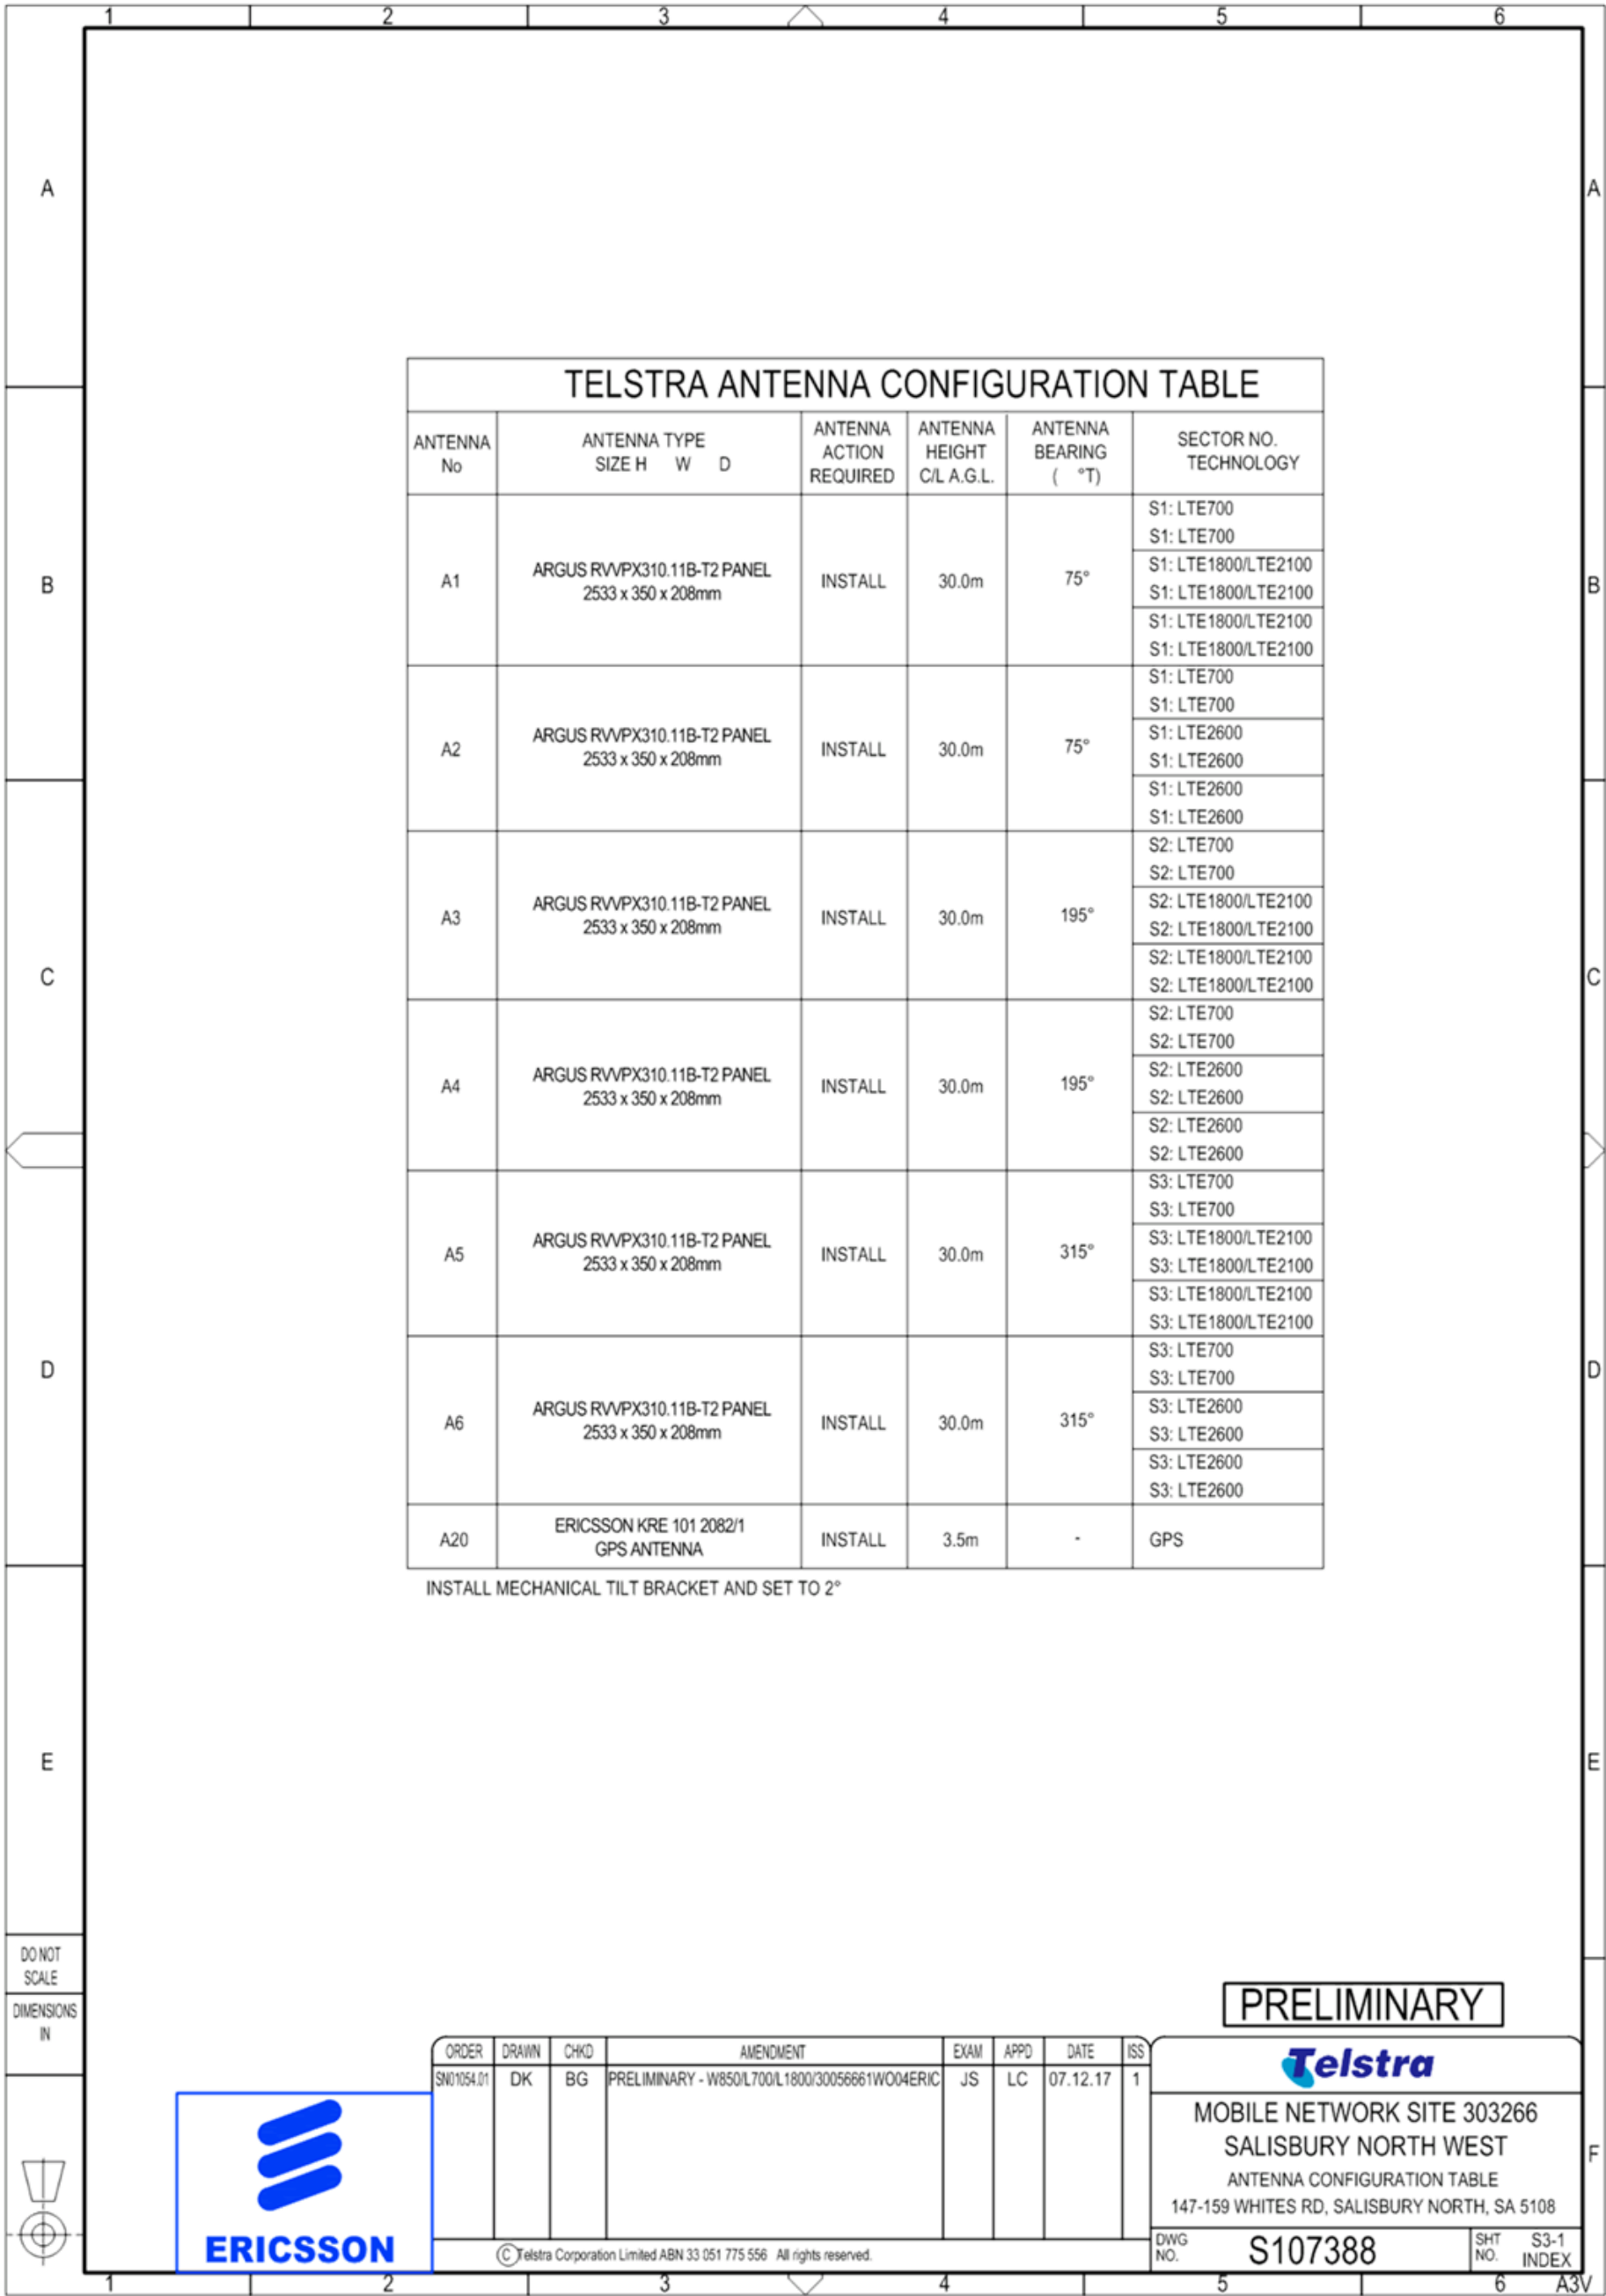 1 2 3 4 5 6
A A
TELSTRA ANTENNA CONFIGURATION TABLE
ANTENNA No
ANTENNA TYPE
SIZE H W D
ANTENNA ACTION REQUIRED
ANTENNA HEIGHT C/L A.G.L.
ANTENNA BEARING ( °T)
SECTOR NO. TECHNOLOGY
A1
ARGUS RVVPX310.11B-T2 PANEL
2533 x 350 x 208mm
INSTALL
30.0m
75°
S1: LTE700
S1: LTE700
S1: LTE1800/LTE2100
S1: LTE1800/LTE2100
S1: LTE1800/LTE2100
S1: LTE1800/LTE2100
B B
A2
ARGUS RVVPX310.11B-T2 PANEL
2533 x 350 x 208mm
INSTALL
30.0m
75°
S1: LTE700
S1: LTE700
S1: LTE2600
S1: LTE2600
S1: LTE2600
S1: LTE2600
A3
ARGUS RVVPX310.11B-T2 PANEL
2533 x 350 x 208mm
INSTALL
30.0m
195°
S2: LTE700
S2: LTE700
S2: LTE1800/LTE2100
S2: LTE1800/LTE2100
S2: LTE1800/LTE2100
S2: LTE1800/LTE2100
C C
A4
ARGUS RVVPX310.11B-T2 PANEL
2533 x 350 x 208mm
INSTALL
30.0m
195°
S2: LTE700
S2: LTE700
S2: LTE2600
S2: LTE2600
S2: LTE2600
S2: LTE2600
A5
ARGUS RVVPX310.11B-T2 PANEL
2533 x 350 x 208mm
INSTALL
30.0m
315°
S3: LTE700
S3: LTE700
S3: LTE1800/LTE2100
S3: LTE1800/LTE2100
S3: LTE1800/LTE2100
S3: LTE1800/LTE2100
D D
A6
ARGUS RVVPX310.11B-T2 PANEL
2533 x 350 x 208mm
INSTALL
30.0m
315°
S3: LTE700
S3: LTE700
S3: LTE2600
S3: LTE2600
S3: LTE2600
S3: LTE2600
A20
ERICSSON KRE 101 2082/1
GPS ANTENNA
INSTALL
3.5m
-
GPS
INSTALL MECHANICAL TILT BRACKET AND SET TO 2°
E E
DO NOT
SCALE
DIMENSIONS
IN
PRELIMINARY
ORDER DRAWN CHKD AMENDMENT EXAM APPD DATE ISS
SN01054.01 DK BG PRELIMINARY - W850/L700/L1800/30056661WO04ERIC JS LC 07.12.17 1
Telstra
MOBILE NETWORK SITE 303266
SALISBURY NORTH WEST
ANTENNA CONFIGURATION TABLE
147-159 WHITES RD, SALISBURY NORTH, SA 5108
F
ERICSSON
© Telstra Corporation Limited ABN 33 051 775 556 All rights reserved.
DWG NO. S107388
SHT NO. S3-1
INDEX
1 2 3 4 5 6 A3V